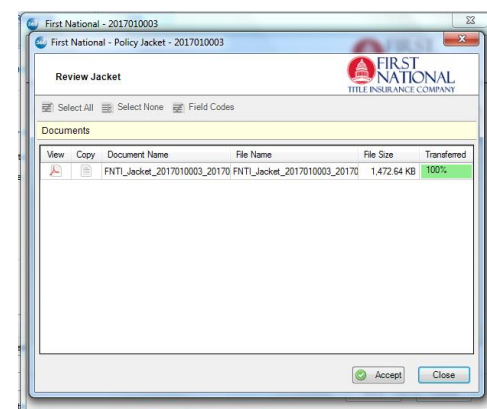 First National - 2017010003
First National - Policy Jacket - 2017010003
Review Jacket
FIRST
NATIONAL
TITLE INSURANCE COMPANY
Select All Select None Field Codes
Documents
View Copy Document Name File Name File Size Transferred
FNTI_Jacket_2017010003_20170 FNTI_Jacket_2017010003_20170 1,472.64 KB 100%
Accept Close